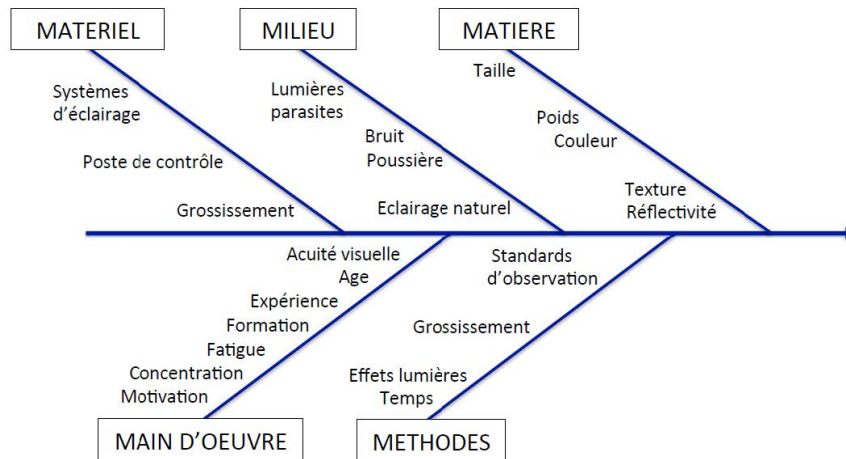 MATERIEL
MILIEU
MATIERE
Systèmes
d'éclairage
Poste de contrôle
Grossissement
Lumières
parasites
Bruit
Poussière
Eclairage naturel
Taille
Poids
Couleur
Texture
Réflectivité
Acuité visuelle
Age
Expérience
Formation
Fatigue
Concentration
Motivation
MAIN D'OEUVRE
Standards
d'observation
Grossissement
Effets lumières
Temps
METHODES